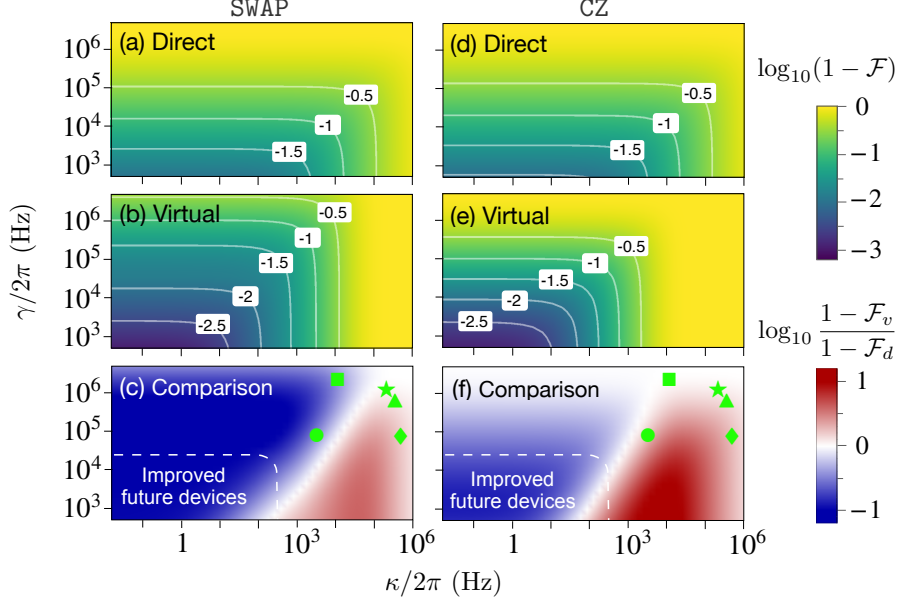 SWAP
CZ
(a) Direct
(d) Direct
10^6
10^5
10^4
10^3
-0.5
-1
-1.5
-0.5
-1
-1.5
log_10(1 − F)
0
−1
−2
−3
(b) Virtual
(e) Virtual
γ/2π (Hz)
10^6
10^5
10^4
10^3
-0.5
-1
-1.5
-2
-2.5
-0.5
-1
-1.5
-2
-2.5
log_10 (1 − F_v)/(1 − F_d)
1
0
−1
(c) Comparison
(f) Comparison
10^6
10^5
10^4
10^3
Improved
future devices
Improved
future devices
1
10^3
10^6
1
10^3
10^6
κ/2π (Hz)